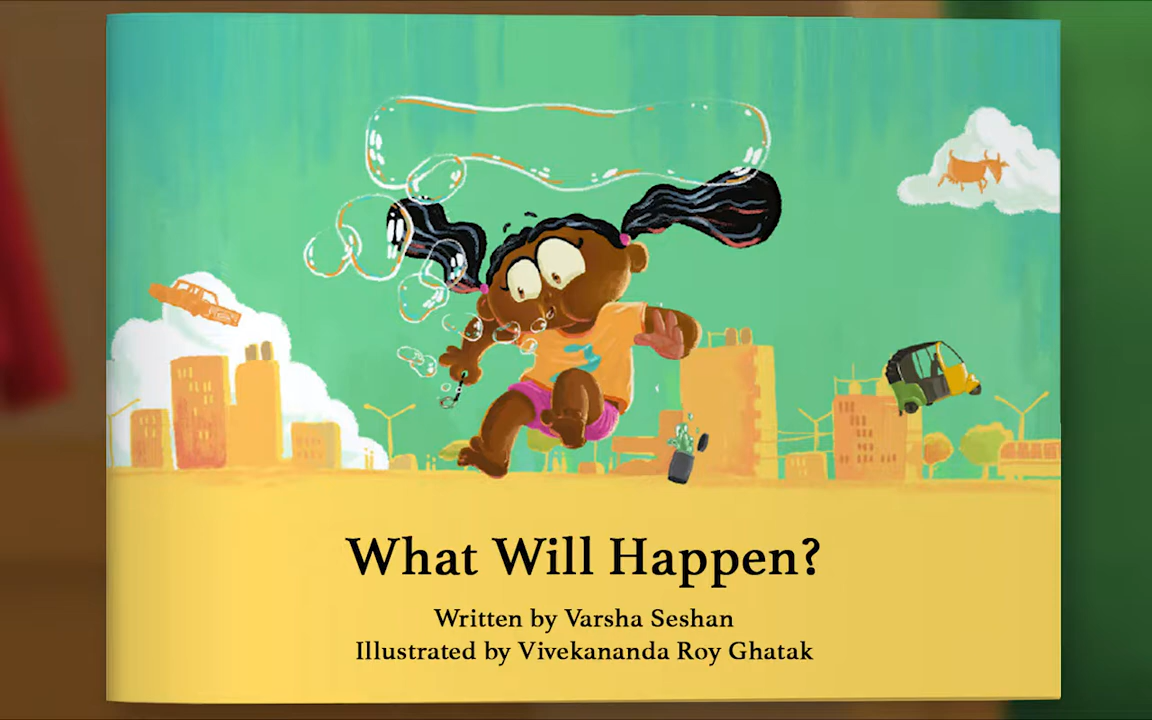 What Will Happen?
Written by Varsha Seshan
Illustrated by Vivekananda Roy Ghatak